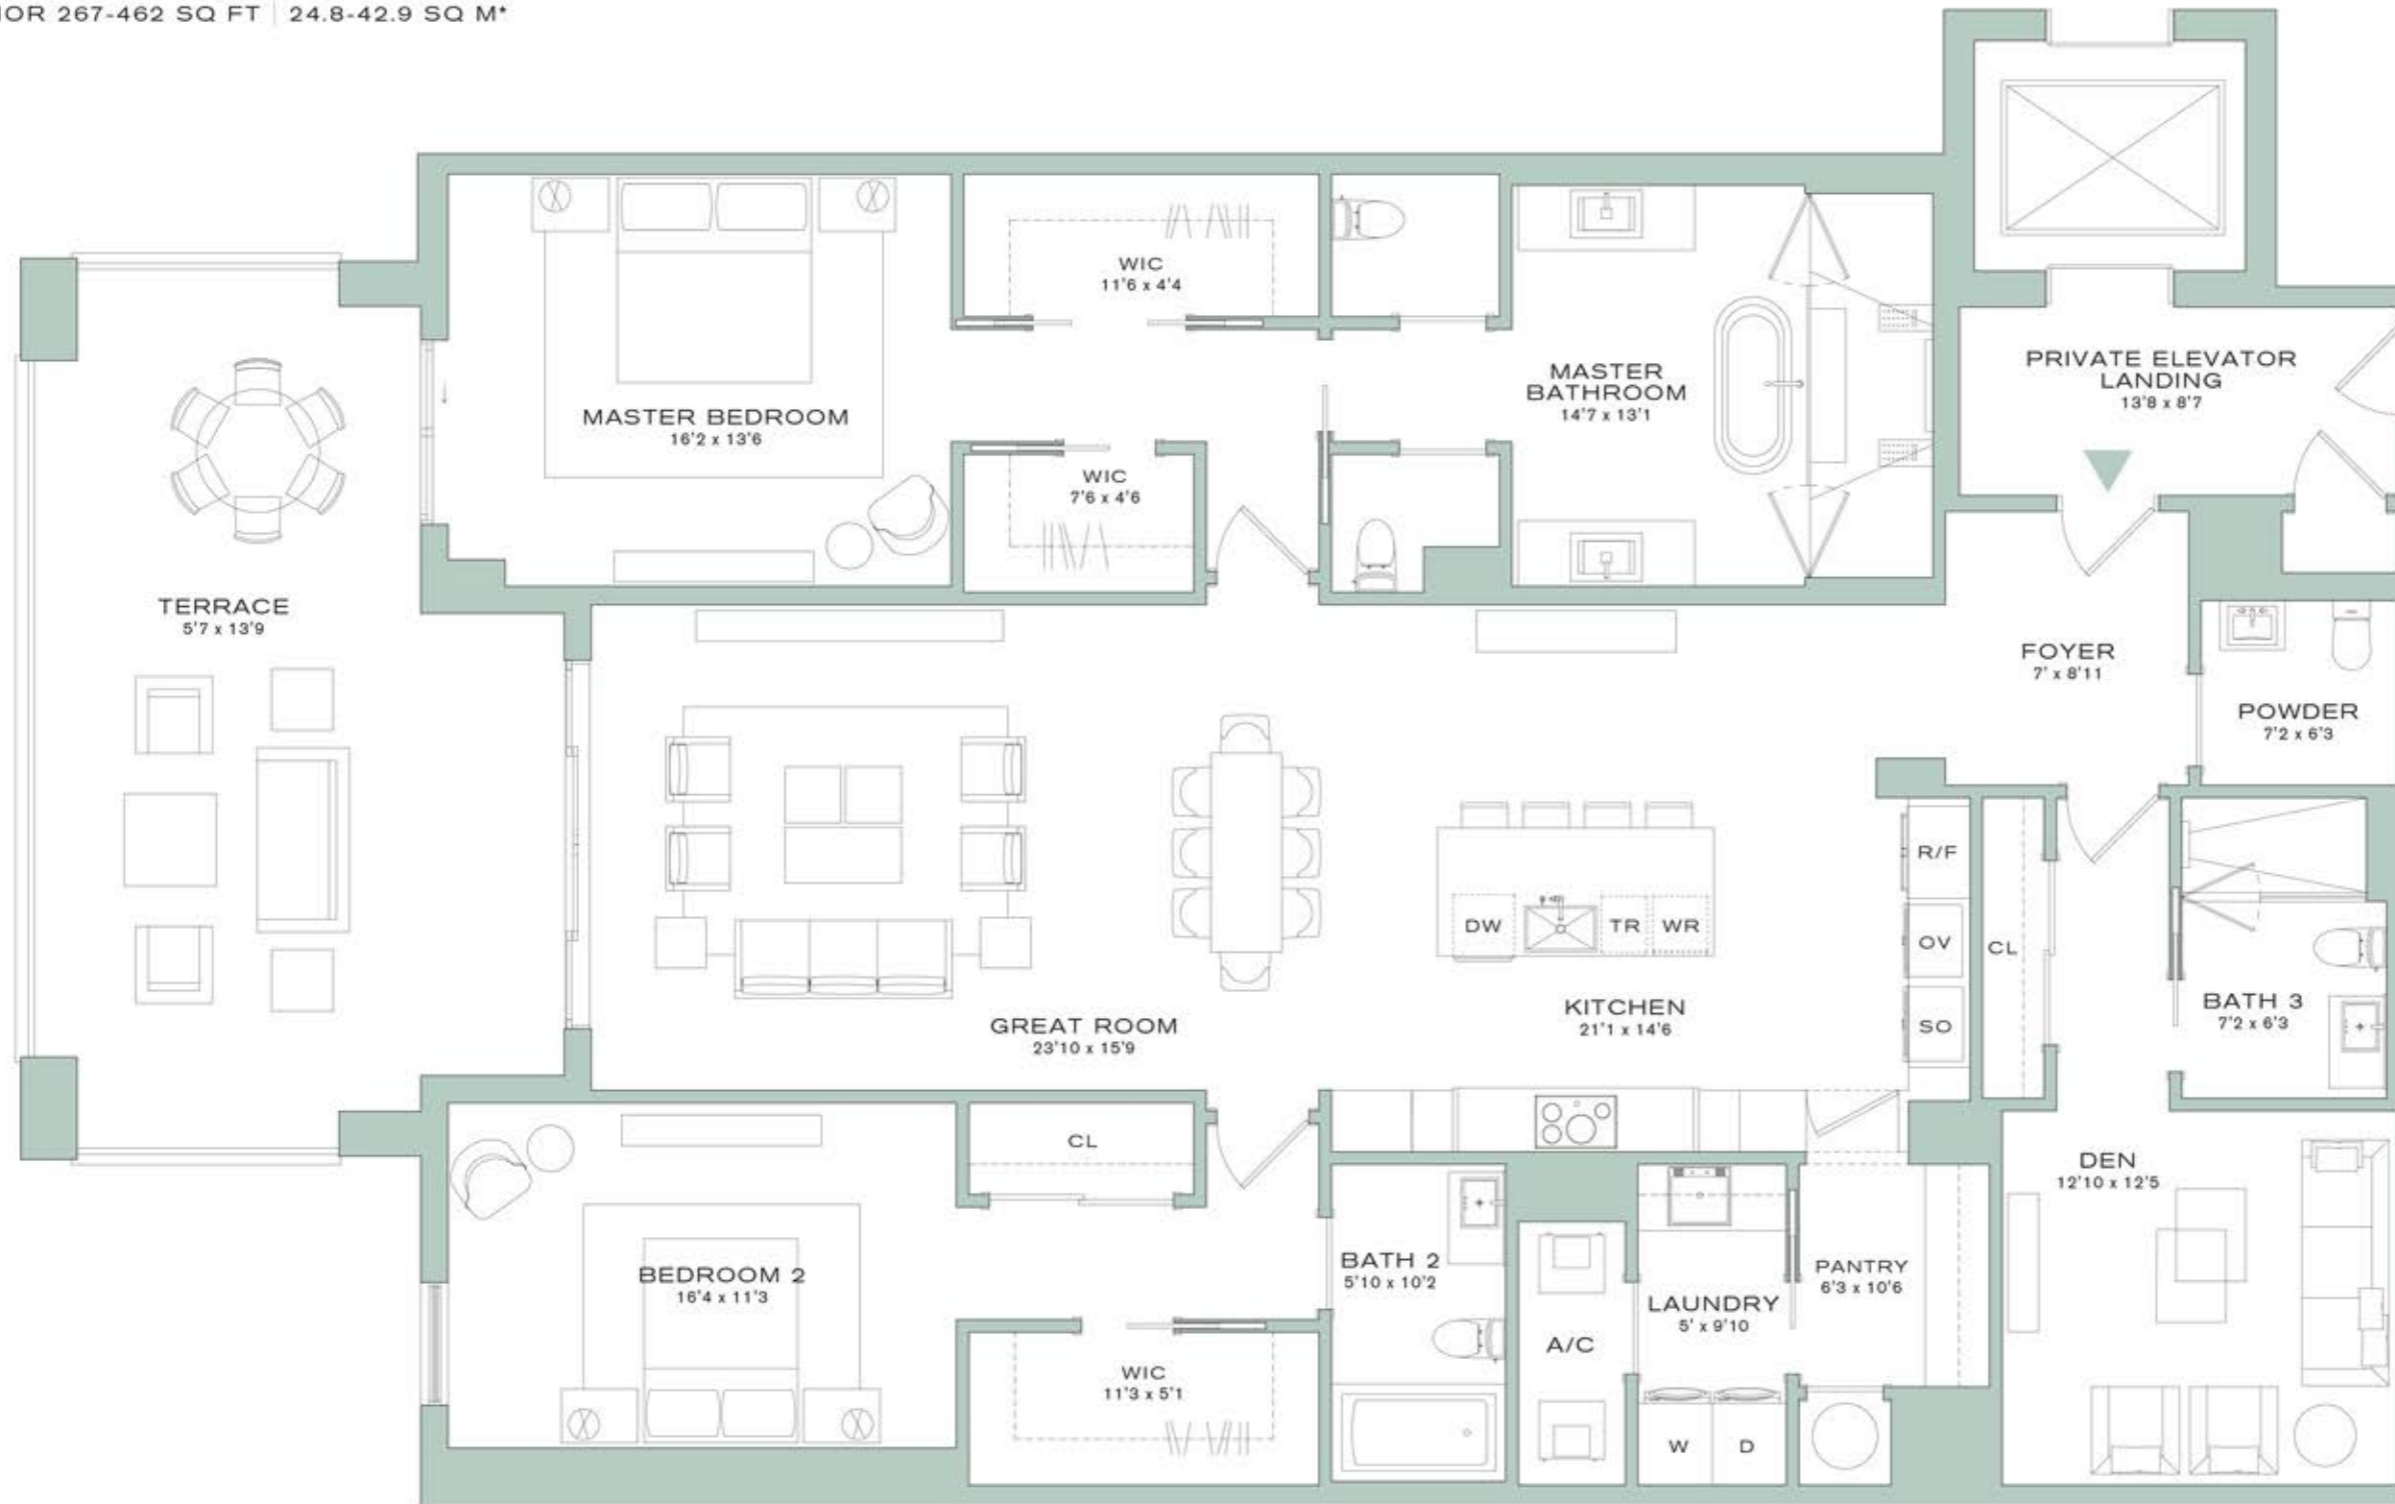 IOR 267-462 SQ FT | 24.8-42.9 SQ M*
WIC
11'6 x 4'4
MASTER BEDROOM
16'2 x 13'6
WIC
7'6 x 4'6
MASTER
BATHROOM
14'7 x 13'1
PRIVATE ELEVATOR
LANDING
13'8 x 8'7
TERRACE
5'7 x 13'9
FOYER
7' x 8'11
POWDER
7'2 x 6'3
R/F
DW
TR
WR
OV
CL
SO
GREAT ROOM
23'10 x 15'9
KITCHEN
21'1 x 14'6
BATH 3
7'2 x 6'3
CL
DEN
12'10 x 12'5
BEDROOM 2
16'4 x 11'3
BATH 2
5'10 x 10'2
PANTRY
6'3 x 10'6
LAUNDRY
5' x 9'10
A/C
WIC
11'3 x 5'1
W
D